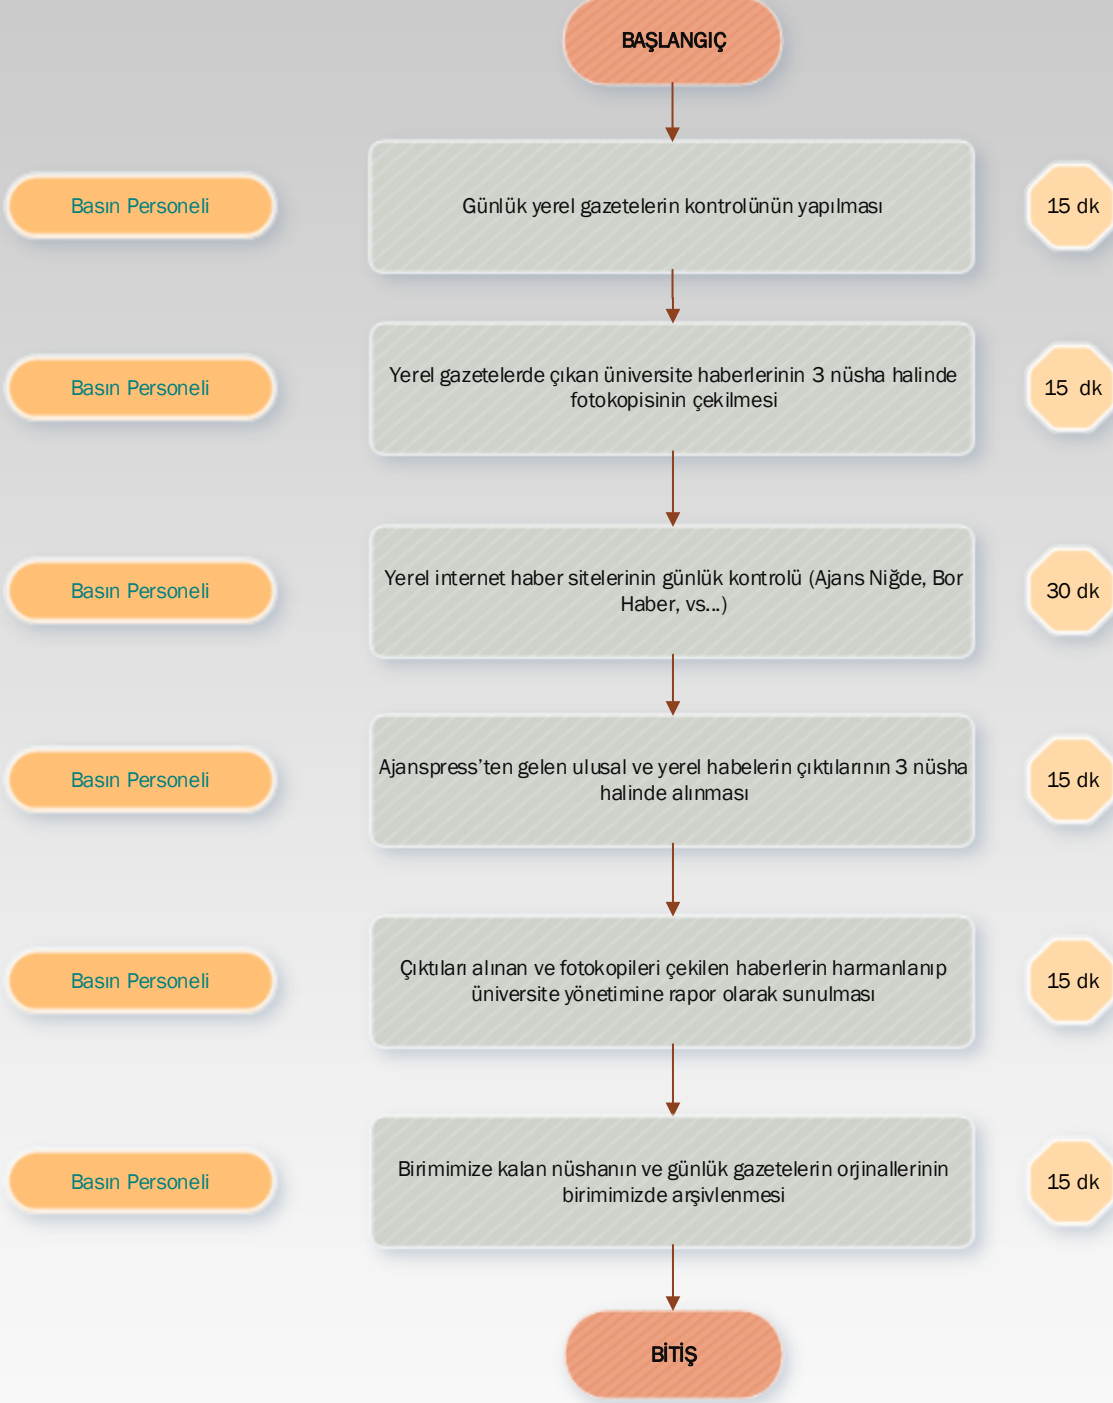 BAŞLANGIÇ
Basın Personeli
Günlük yerel gazetelerin kontrolünün yapılması
15 dk
Basın Personeli
Yerel gazetelerde çıkan üniversite haberlerinin 3 nüsha halinde
fotokopisinin çekilmesi
15 dk
Basın Personeli
Yerel internet haber sitelerinin günlük kontrolü (Ajans Niğde, Bor
Haber, vs...)
30 dk
Basın Personeli
Ajanspress’ten gelen ulusal ve yerel habelerin çıktılarının 3 nüsha
halinde alınması
15 dk
Basın Personeli
Çıktıları alınan ve fotokopileri çekilen haberlerin harmanlanıp
üniversite yönetimine rapor olarak sunulması
15 dk
Basın Personeli
Birimimize kalan nüshanın ve günlük gazetelerin orjinallerinin
birimimizde arşivlenmesi
15 dk
BİTİŞ